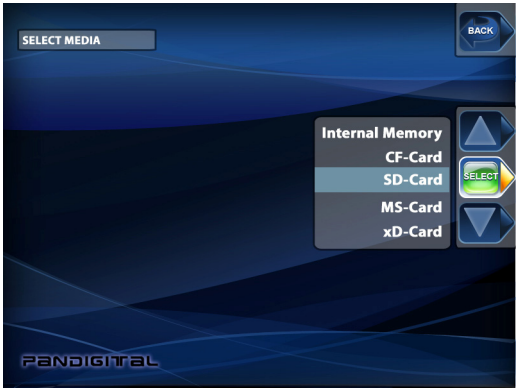 SELECT MEDIA
BACK
Internal Memory
CF-Card
SD-Card
SELECT
MS-Card
xD-Card
PANDIGITAL